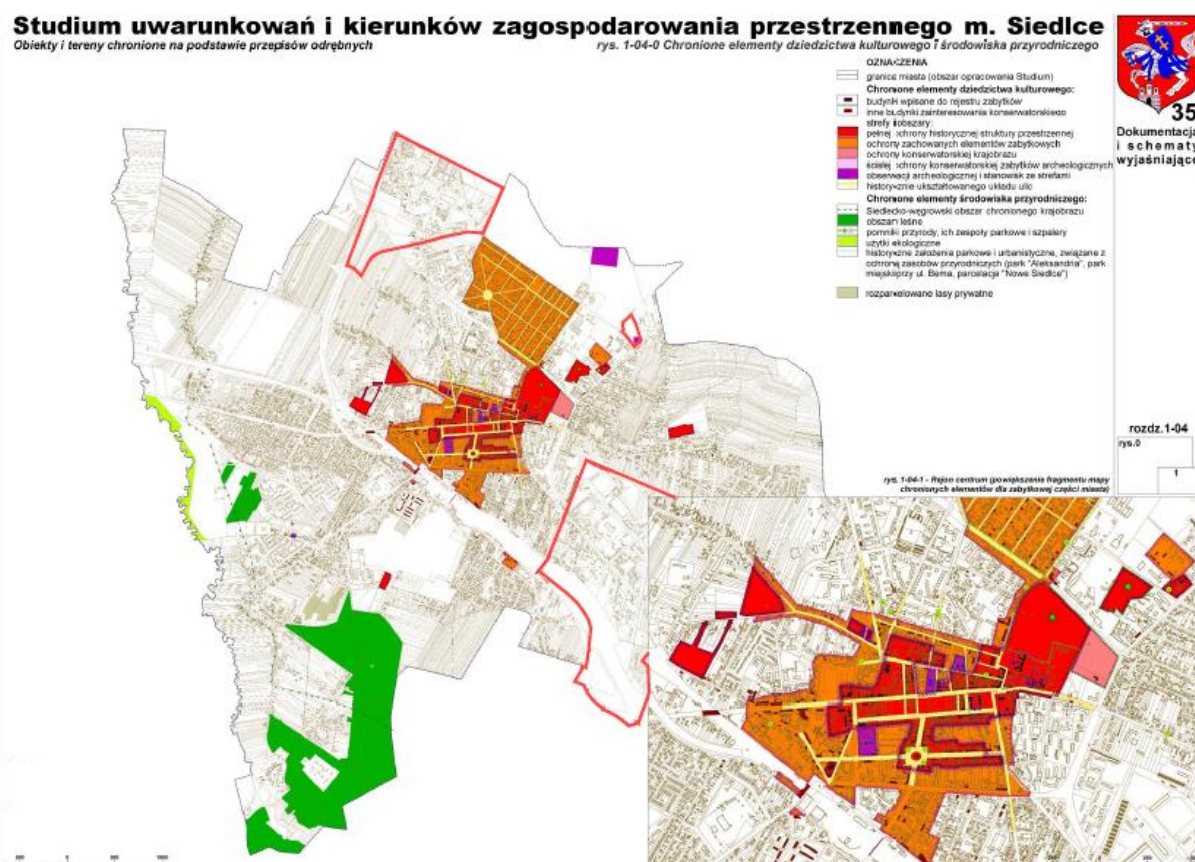 Studium uwarunkowań i kierunków zagospodarowania przestrzennego m. Siedlce
Obiekty i tereny chronione na podstawie przepisów odrębnych
rys. 1-04-0 Chronione elementy dziedzictwa kulturowego i środowiska przyrodniczego
OZNACZENIA
granice miasta (obszar opracowania Studium)
Chronione elementy dziedzictwa kulturowego:
budynki wpisane do rejestru zabytków
inne budynki zainteresowania konserwatorskiego
strefy i obszary:
pełnej ochrony historycznej struktury przestrzennej
ochrony zachowanych elementów zabytkowych
ochrony konserwatorskiej krajobrazu
ścisłej ochrony konserwatorskiej zabytków archeologicznych
obserwacji archeologicznej i stanowisk ze strefami
historycznie ukształtowanego układu ulic
Chronione elementy środowiska przyrodniczego:
Siedlecko-węgrowski obszar chronionego krajobrazu
obszary leśne
pomniki przyrody, ich zespoły parkowe i szpalery
użytki ekologiczne
historyczne założenia parkowe i urbanistyczne, związane z
ochroną zasobów przyrodniczych (park "Aleksandria", park
miejski przy ul. Bema, parcelacja "Nowe Siedlce")
rozparcelowane lasy prywatne
35
Dokumentacja
i schematy
wyjaśniające
rozdz.1-04
rys.0
1
rys. 1-04-1 - Rejon centrum (powiększenie fragmentu mapy
chronionych elementów dla zabytkowej części miasta)